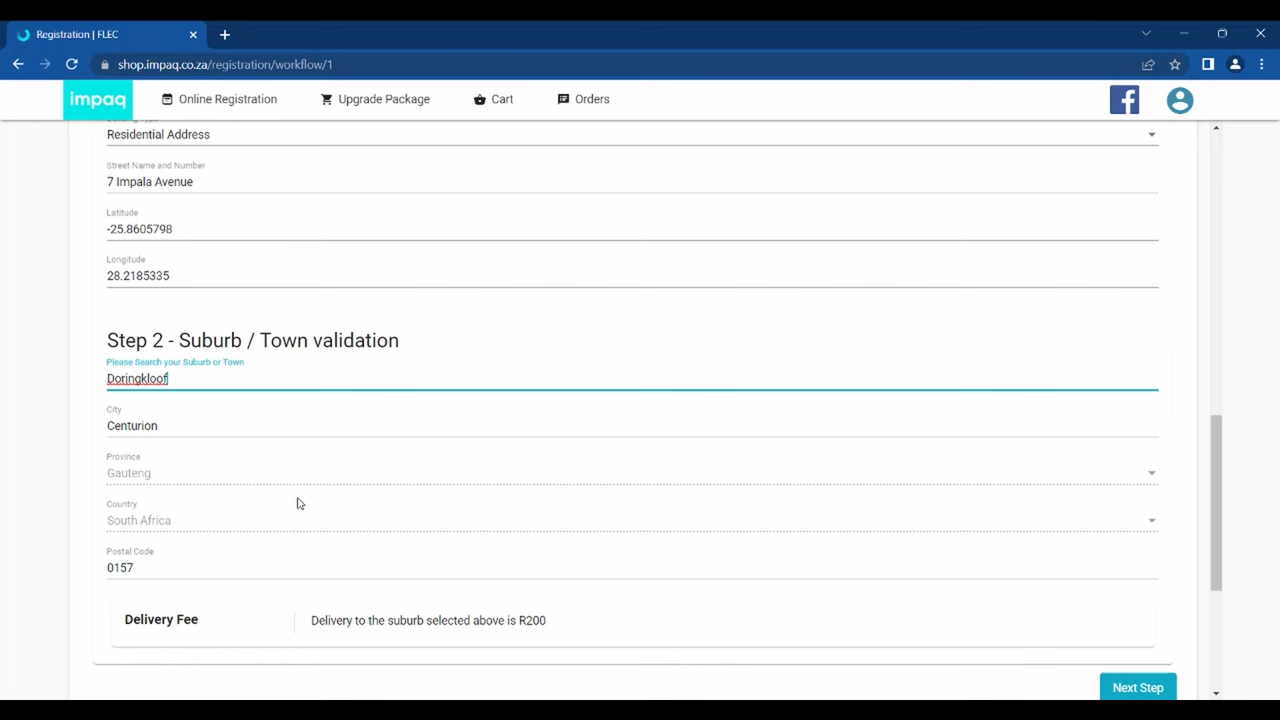 Registration | FLEC
shop.impaq.co.za/registration/workflow/1
impaq
Online Registration
Upgrade Package
Cart
Orders
Residential Address
Street Name and Number
7 Impala Avenue
Latitude
-25.8605798
Longitude
28.2185335
Step 2 - Suburb / Town validation
Please Search your Suburb or Town
Doringkloof
City
Centurion
Province
Gauteng
Country
South Africa
Postal Code
0157
Delivery Fee
Delivery to the suburb selected above is R200
Next Step